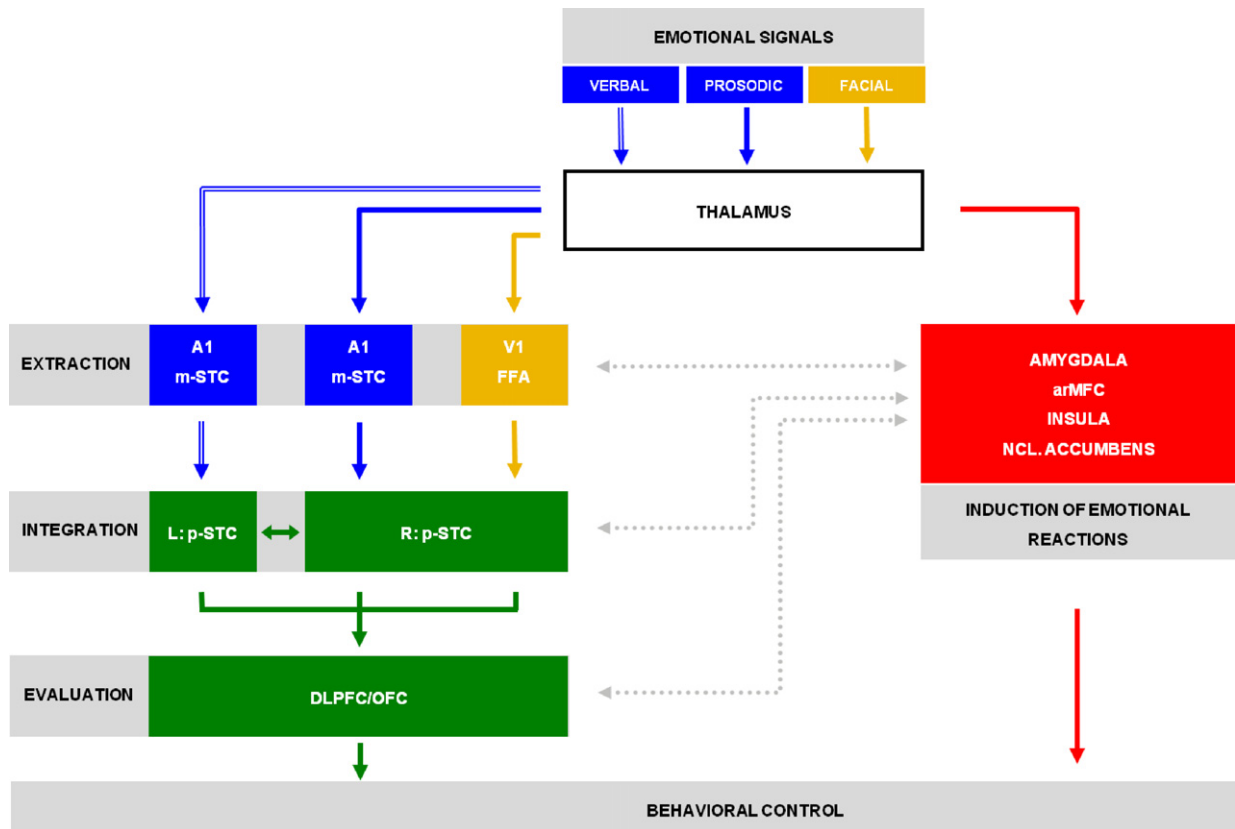 EMOTIONAL SIGNALS
VERBAL
PROSODIC
FACIAL
THALAMUS
EXTRACTION
A1
m-STC
A1
m-STC
V1
FFA
AMYGDALA
arMFC
INSULA
NCL. ACCUMBENS
INTEGRATION
L: p-STC
R: p-STC
INDUCTION OF EMOTIONAL
REACTIONS
EVALUATION
DLPFC/OFC
BEHAVIORAL CONTROL